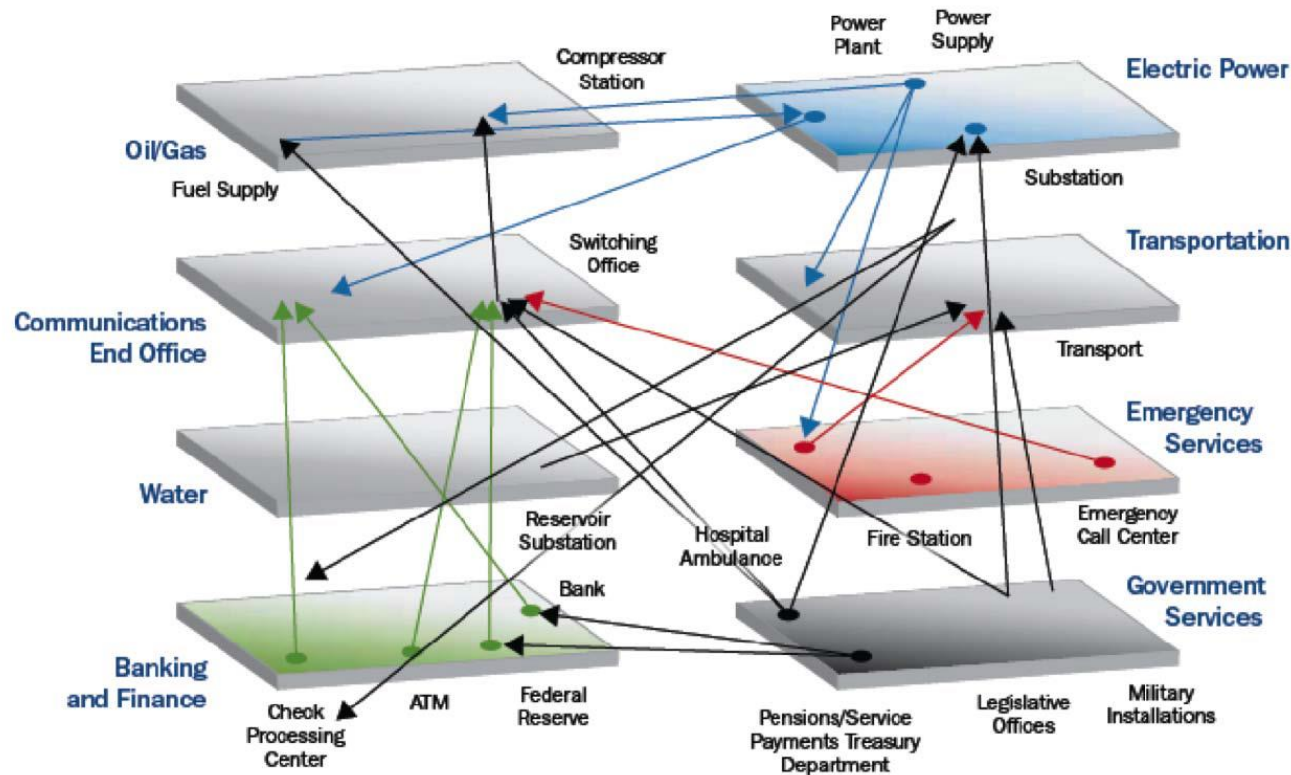 Power
Plant
Power
Supply
Compressor
Station
Electric Power
Oil/Gas
Fuel Supply
Substation
Switching
Office
Transportation
Communications
End Office
Transport
Emergency
Services
Water
Reservoir
Substation
Hospital
Ambulance
Fire Station
Emergency
Call Center
Bank
Government
Services
Banking
and Finance
Check
Processing
Center
ATM
Federal
Reserve
Pensions/Service
Payments Treasury
Department
Legislative
Offices
Military
Installations